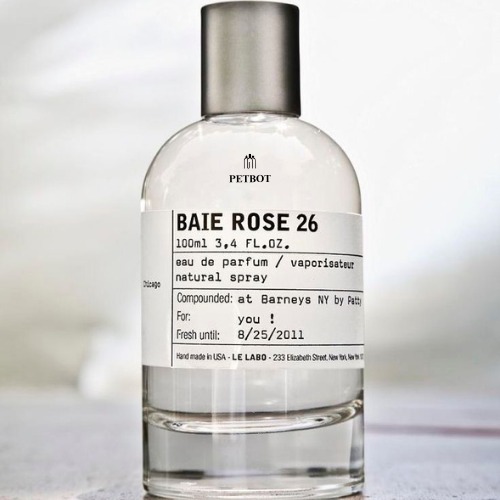 PETBOT
BAIE ROSE 26
100ml 3,4 FL.OZ.
eau de parfum / vaporisateur
natural spray
Chicago
Compounded: at Barneys NY by Patty
For: you !
Fresh until: 8/25/2011
Hand made in USA - LE LABO - 233 Elizabeth Street, New York, New York